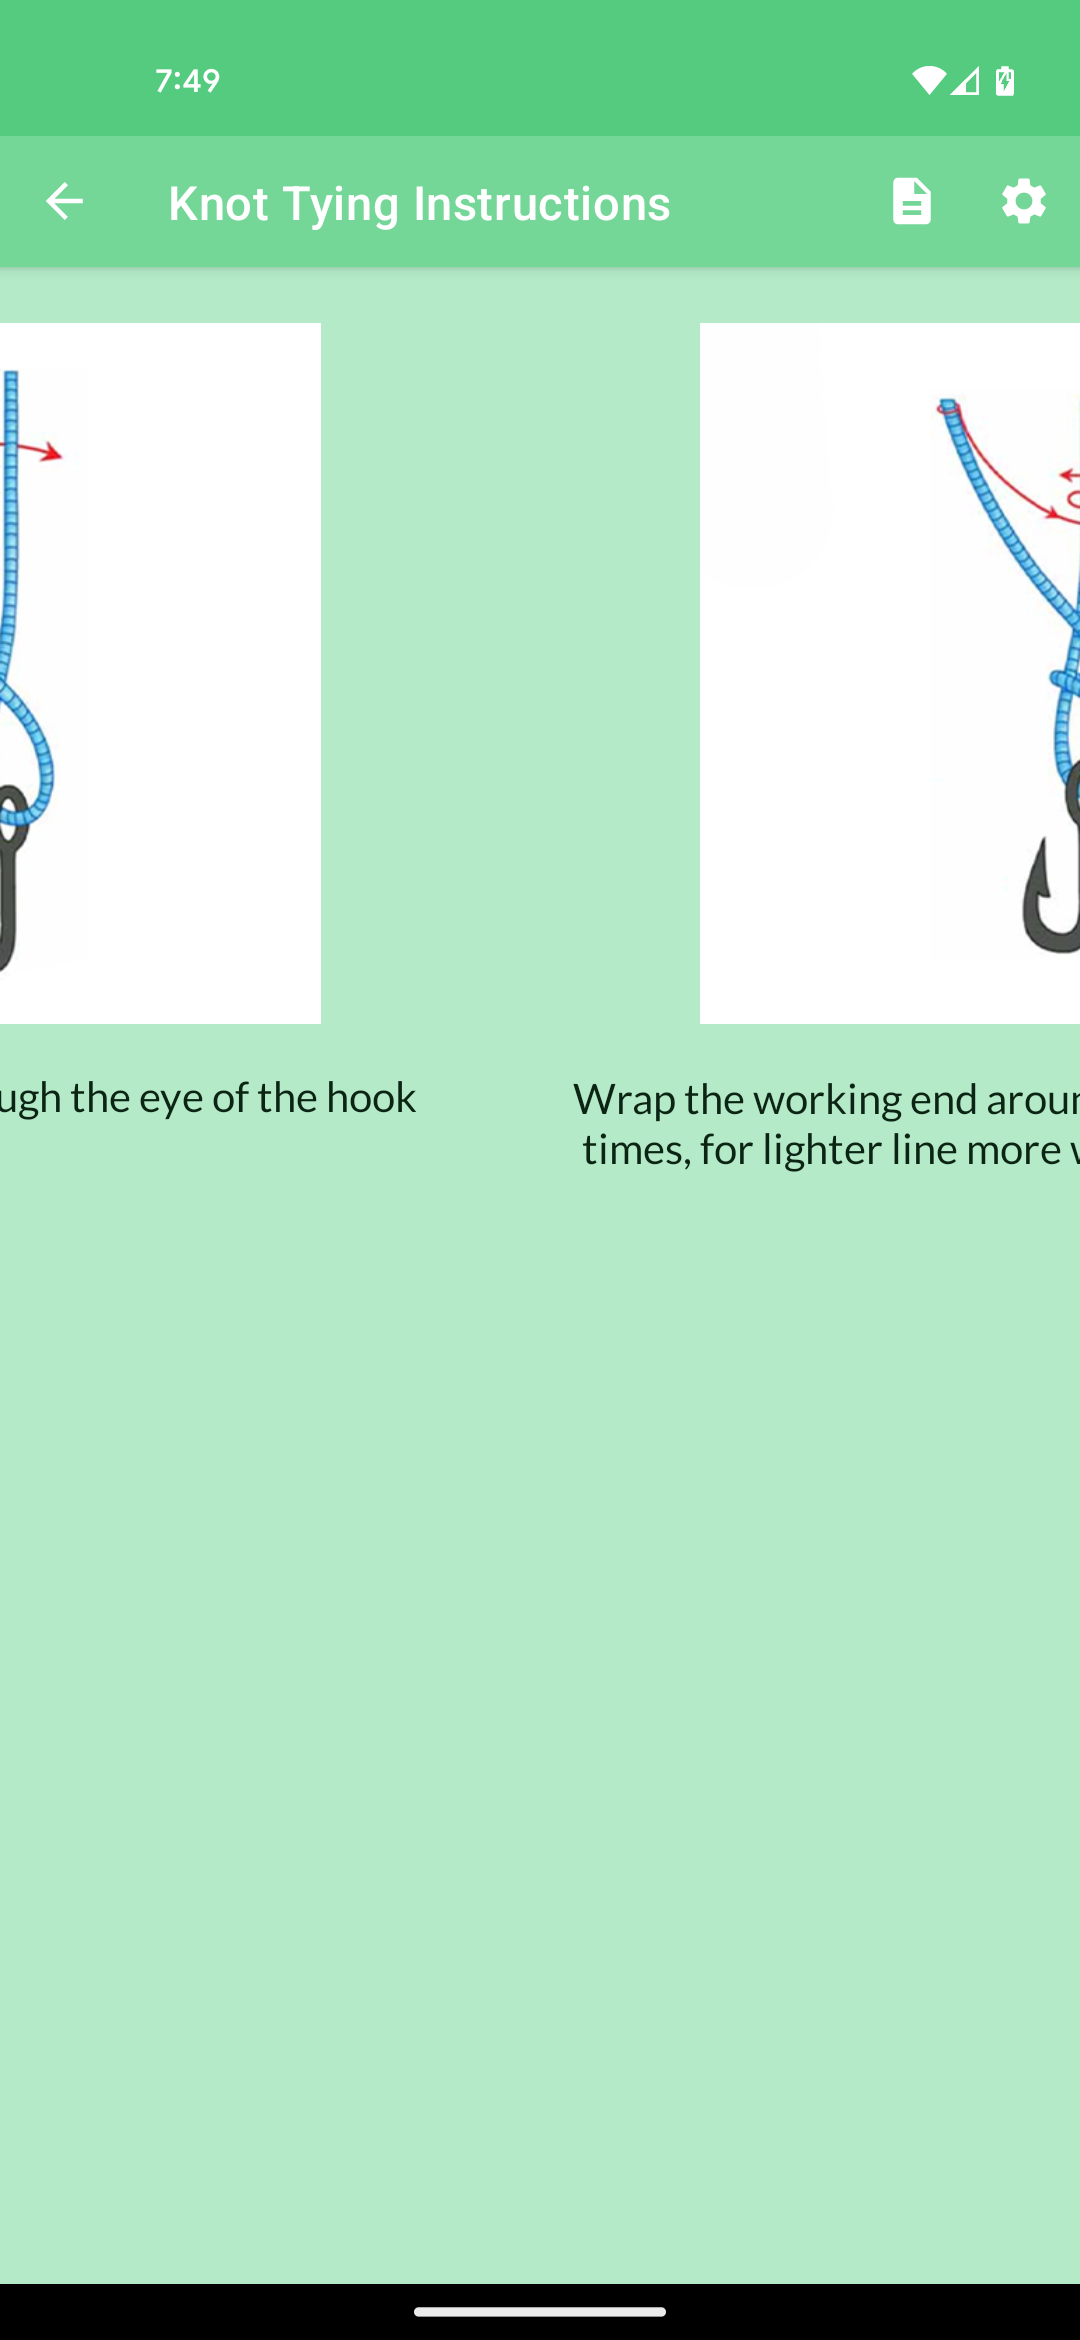 7:49
Knot Tying Instructions
ugh the eye of the hook
Wrap the working end
times, for lighter line more